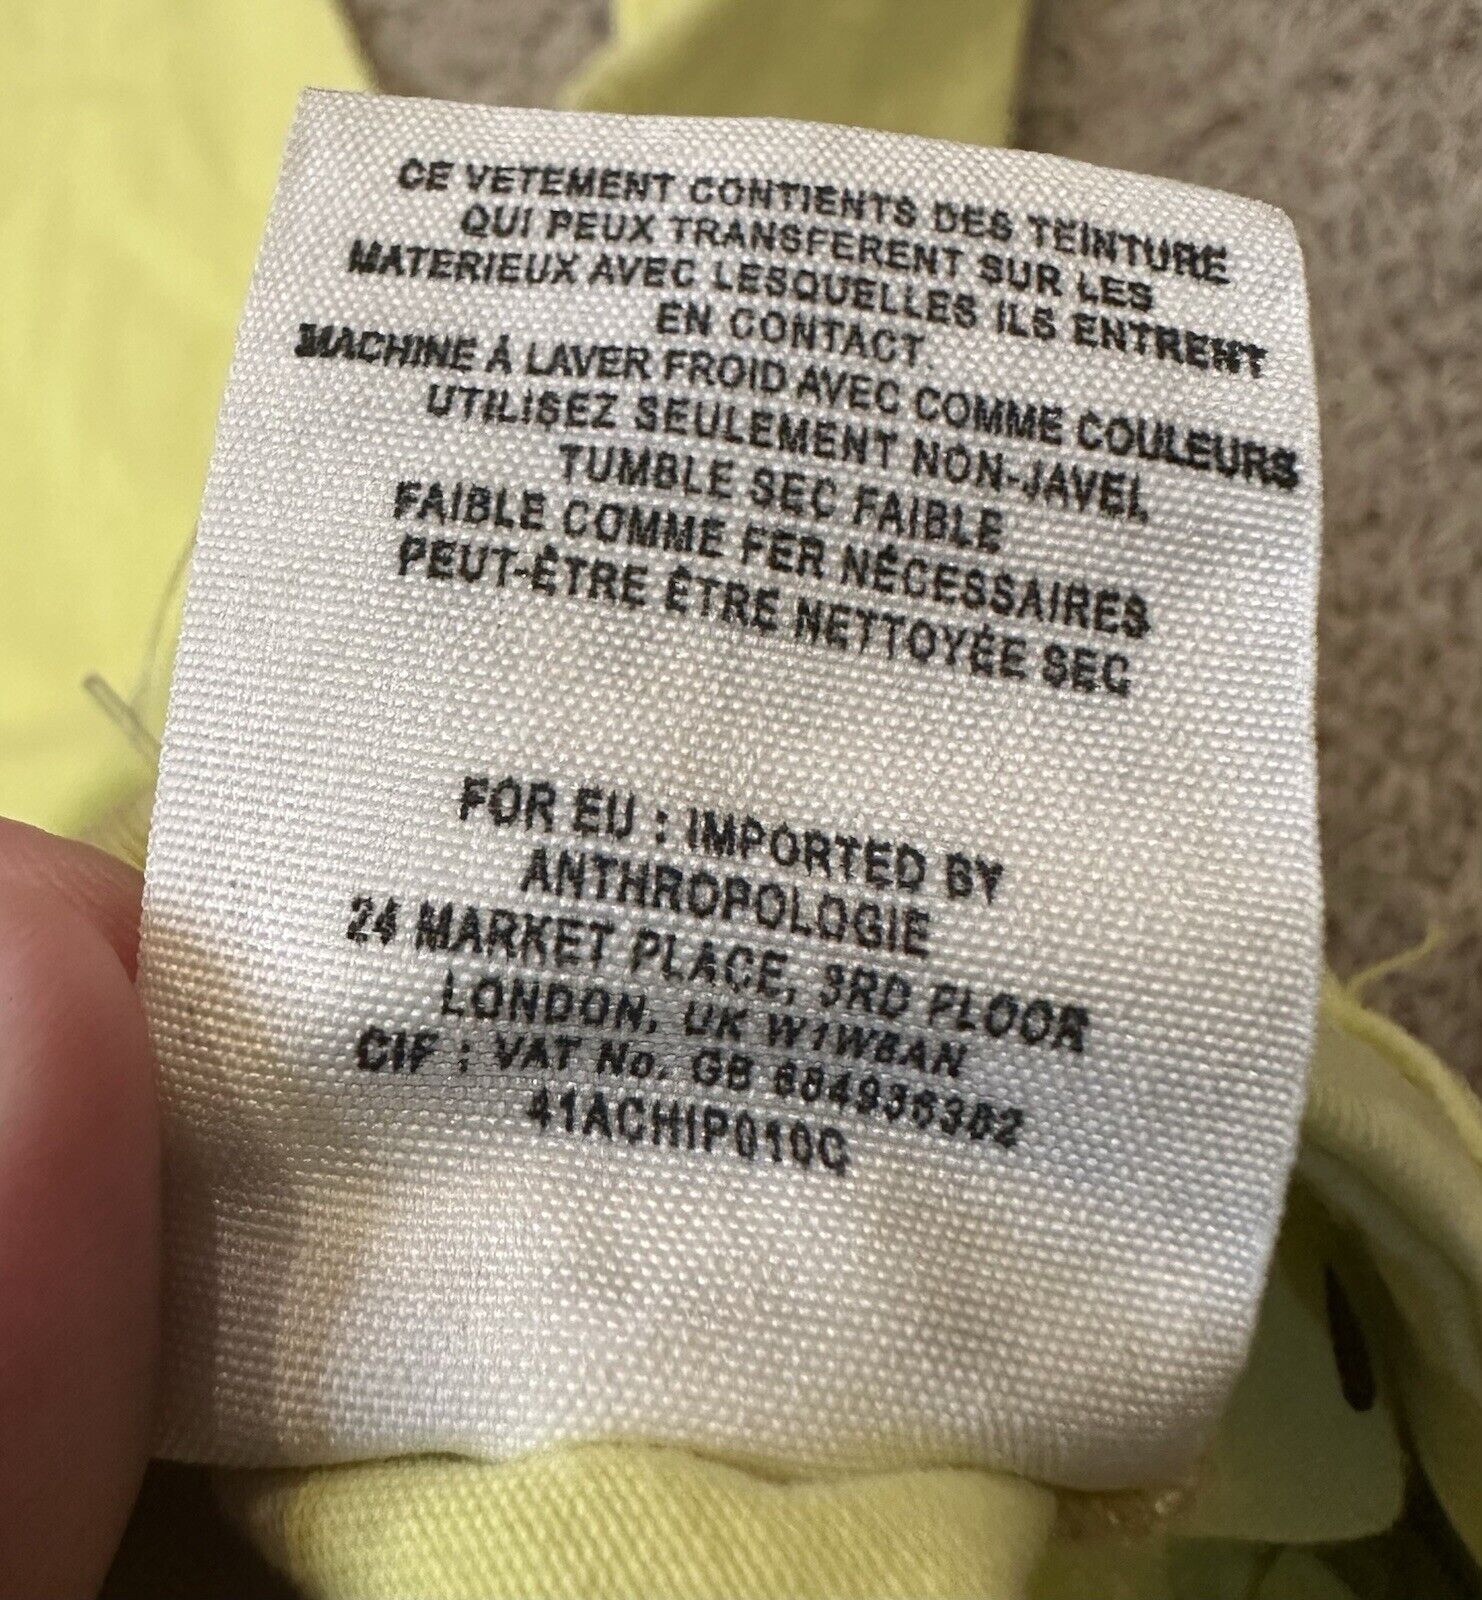 CE VETEMENT CONTIENTS DES TEINTURE
QUI PEUX TRANSFERENT SUR LES
MATERIEUX AVEC LESQUELLES ILS ENTRENT
EN CONTACT.
MACHINE À LAVER FROID AVEC COMME COULEURS
UTILISEZ SEULEMENT NON-JAVEL
TUMBLE SEC FAIBLE
FAIBLE COMME FER NÉCESSAIRES
PEUT-ÊTRE ÊTRE NETTOYÉE SEC
FOR EU : IMPORTED BY
ANTHROPOLOGIE
24 MARKET PLACE, 3RD FLOOR
LONDON, UK W1W8AN
CIF : VAT No. GB
41ACHIP010C